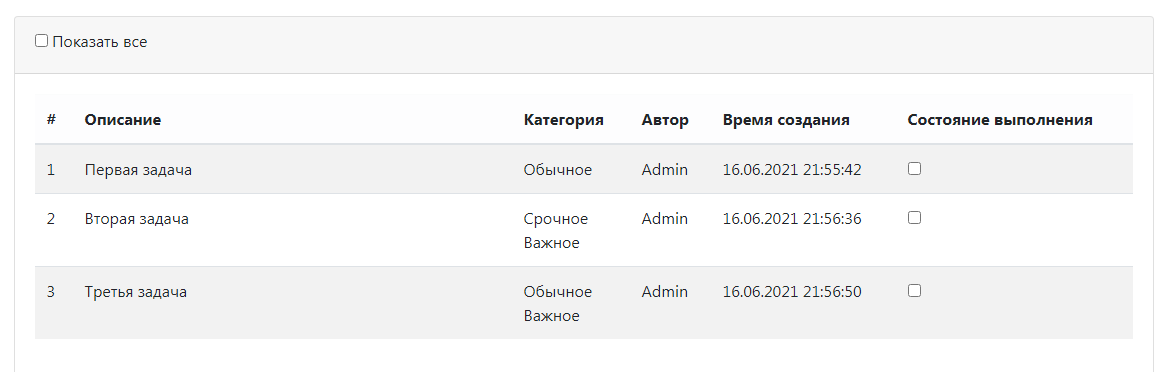 Показать все
# Описание Категория Автор Время создания Состояние выполнения
1 Первая задача Обычное Admin 16.06.2021 21:55:42
2 Вторая задача Срочное Admin 16.06.2021 21:56:36
Важное
3 Третья задача Обычное Admin 16.06.2021 21:56:50
Важное